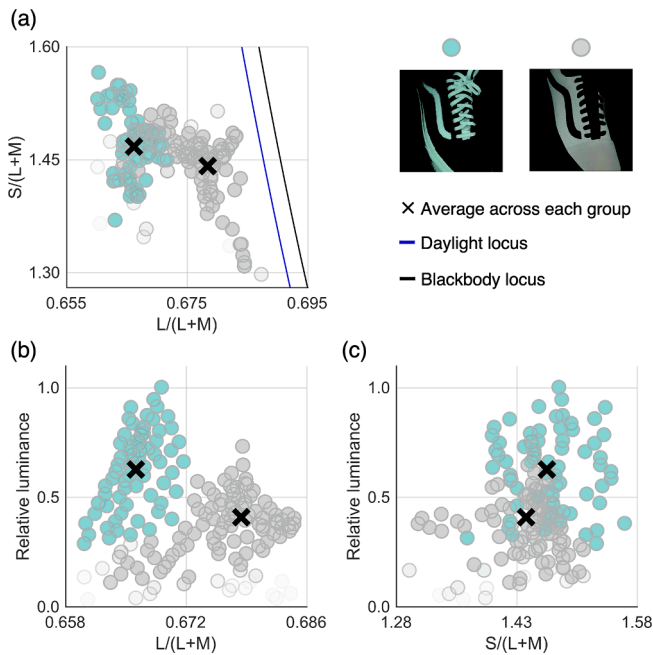 (a)
1.60
1.45
1.30
S/(L+M)
0.655
0.675
0.695
L/(L+M)
Average across each group
Daylight locus
Blackbody locus
(b)
1.0
0.5
0.0
Relative luminance
0.658
0.672
0.686
L/(L+M)
(c)
1.0
0.5
0.0
Relative luminance
1.28
1.43
1.58
S/(L+M)